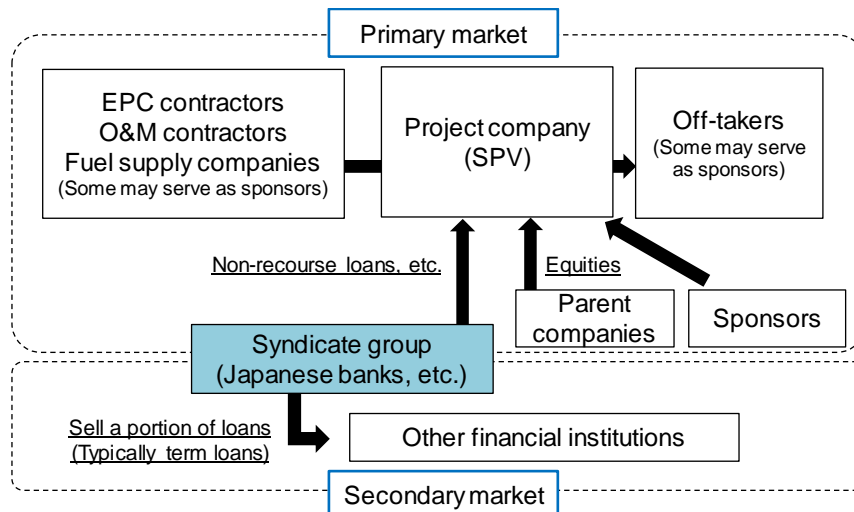 Primary market
EPC contractors
O&M contractors
Fuel supply companies
(Some may serve as sponsors)
Project company
(SPV)
Off-takers
(Some may serve
as sponsors)
Non-recourse loans, etc.
Equities
Parent
companies
Sponsors
Syndicate group
(Japanese banks, etc.)
Sell a portion of loans
(Typically term loans)
Other financial institutions
Secondary market